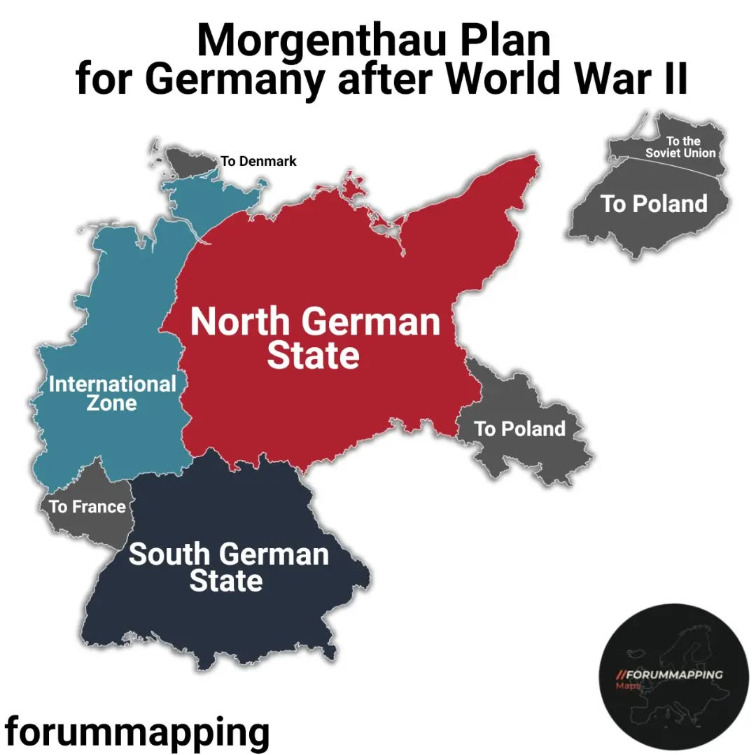 Morgenthau Plan
for Germany after World War II
To Denmark
To the
Soviet Union
To Poland
North German
State
International
Zone
To Poland
To France
South German
State
//FORUMMAPPING
Maps
forummapping